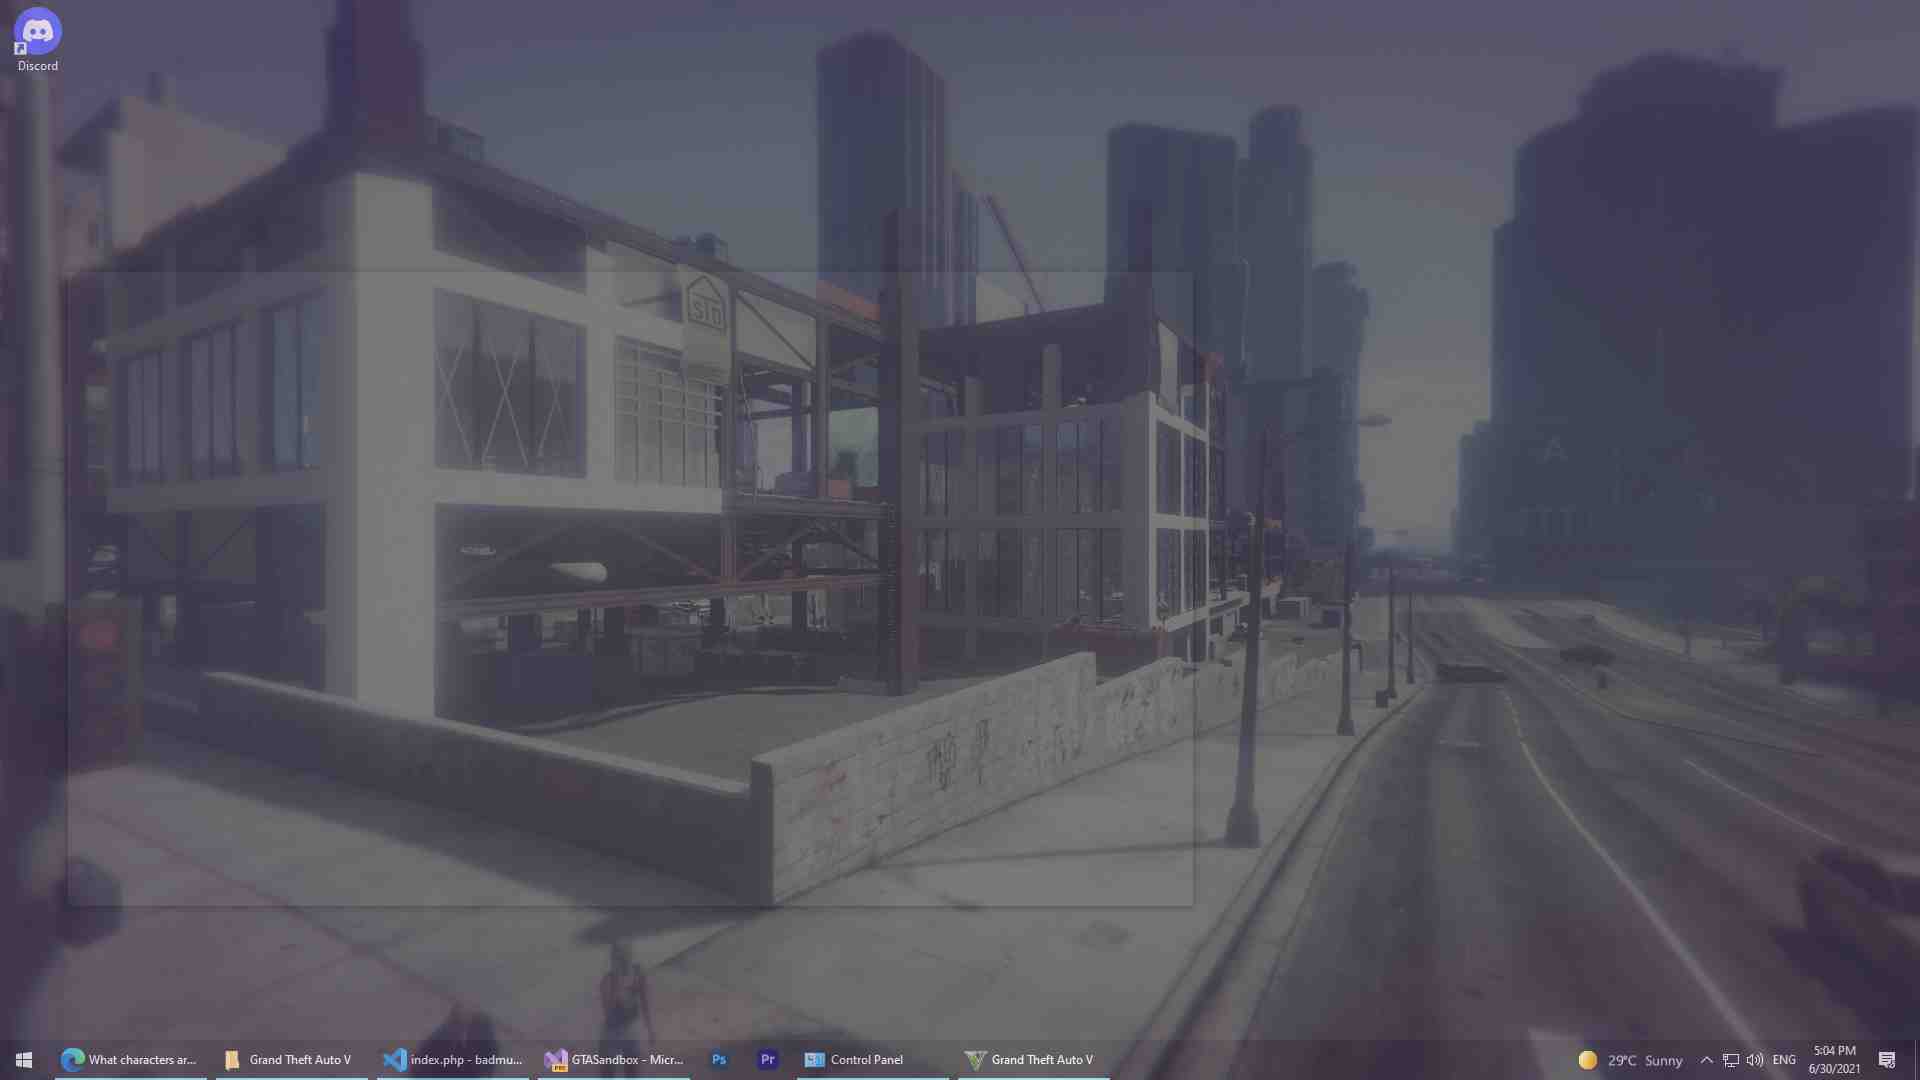 Discord
STD
A
What characters ar...
Grand Theft Auto V
index.php - badmu...
GTASandbox - Micr...
Ps
Pr
Control Panel
Grand Theft Auto V
29°C Sunny
ENG
5:04 PM
6/30/2021